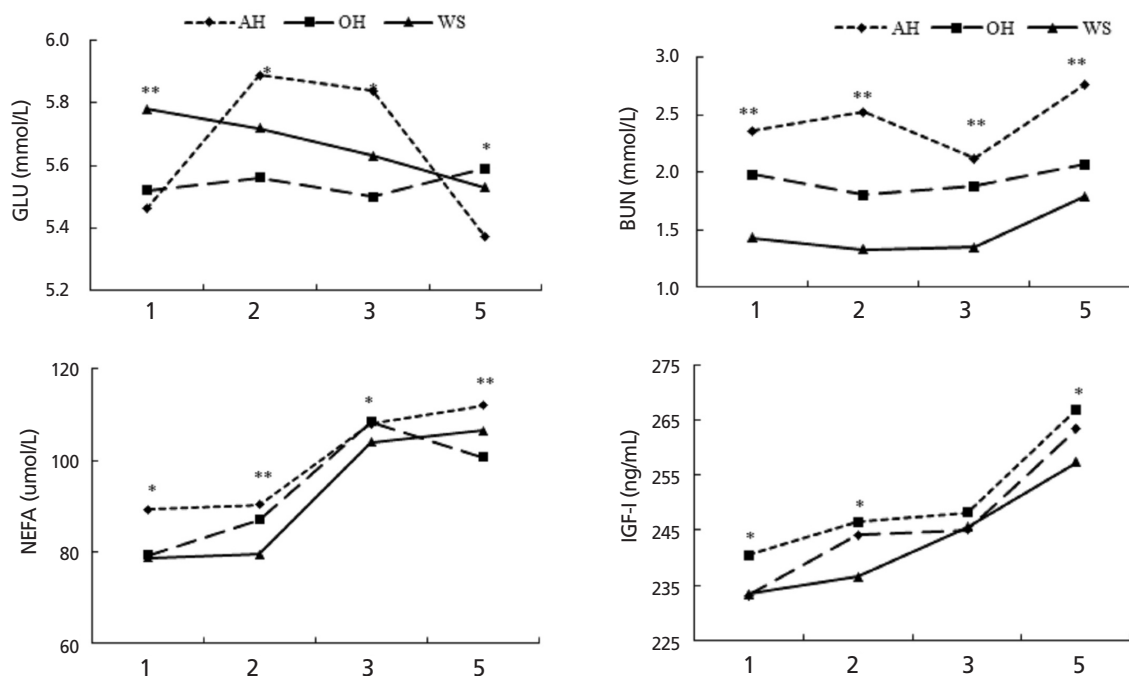 AH OH WS
GLU (mmol/L)
6.0
5.8
5.6
5.4
5.2
** * * *
1 2 3 5
AH OH WS
BUN (mmol/L)
3.0
2.5
2.0
1.5
1.0
** ** ** **
1 2 3 5
NEFA (umol/L)
120
100
80
60
* ** * **
1 2 3 5
IGF-I (ng/mL)
275
265
255
245
235
225
* * *
1 2 3 5